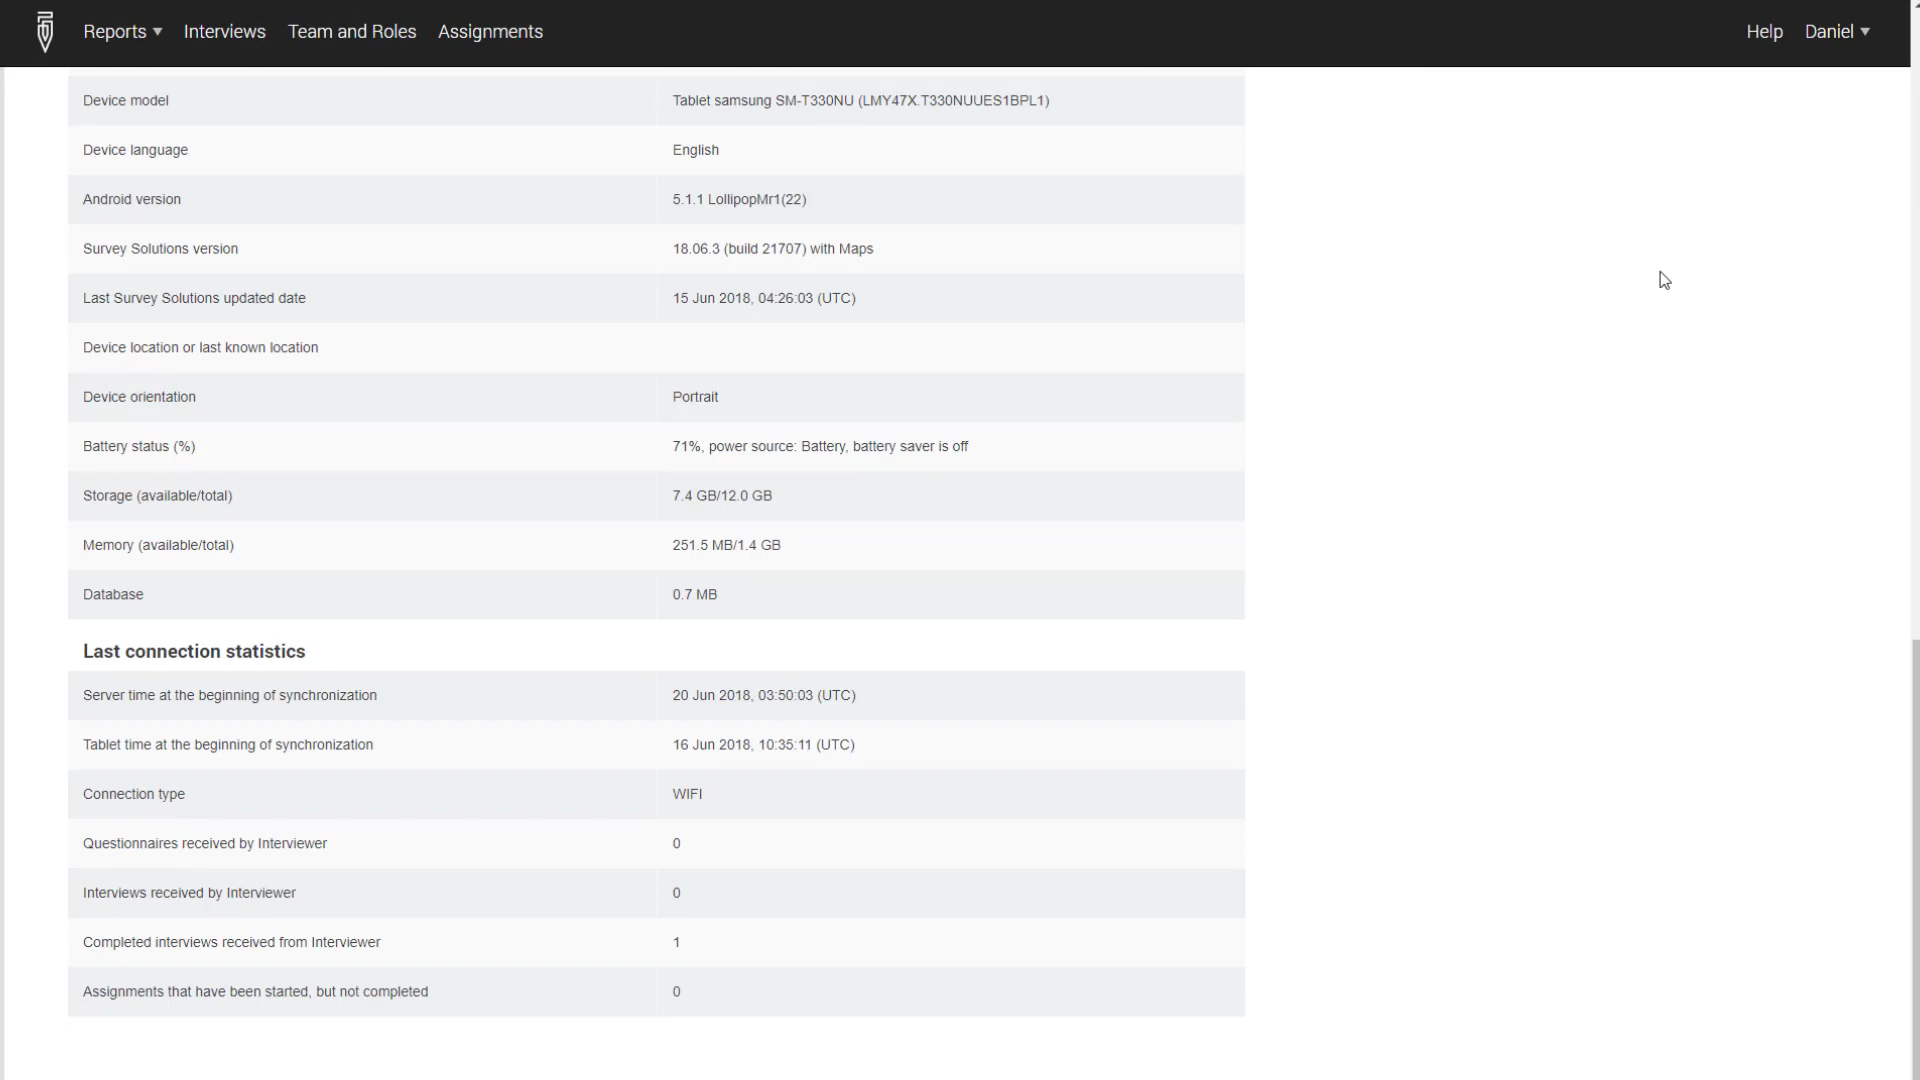 Reports Interviews Team and Roles Assignments Help Daniel
Device model Tablet samsung SM-T330NU (LMY47X.T330NUUES1BPL1)
Device language English
Android version 5.1.1 LollipopMr1(22)
Survey Solutions version 18.06.3 (build 21707) with Maps
Last Survey Solutions updated date 15 Jun 2018, 04:26:03 (UTC)
Device location or last known location
Device orientation Portrait
Battery status (%) 71%, power source: Battery, battery saver is off
Storage (available/total) 7.4 GB/12.0 GB
Memory (available/total) 251.5 MB/1.4 GB
Database 0.7 MB
Last connection statistics
Server time at the beginning of synchronization 20 Jun 2018, 03:50:03 (UTC)
Tablet time at the beginning of synchronization 16 Jun 2018, 10:35:11 (UTC)
Connection type WIFI
Questionnaires received by Interviewer 0
Interviews received by Interviewer 0
Completed interviews received from Interviewer 1
Assignments that have been started, but not completed 0